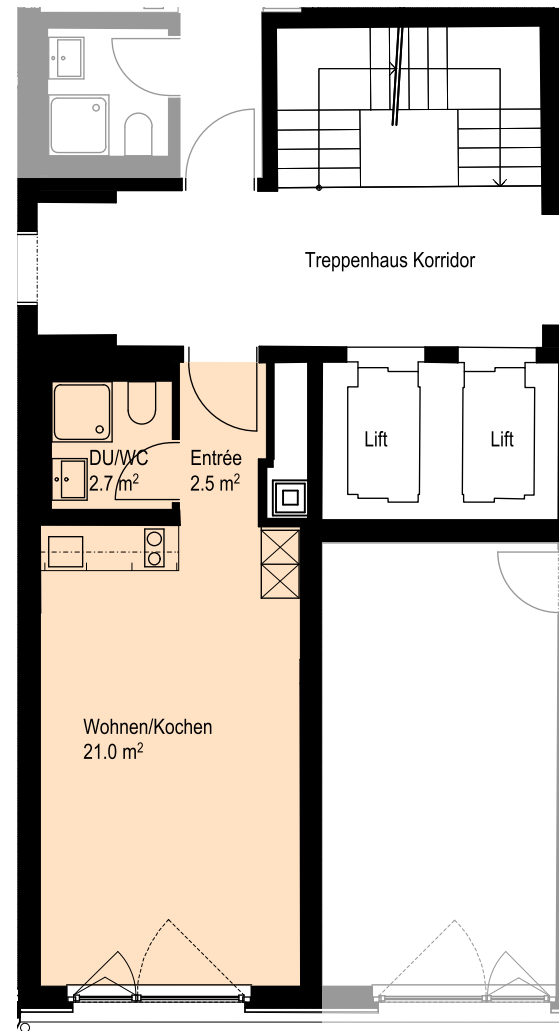 Treppenhaus Korridor
Lift
Lift
DU/WC
2.7 m²
Entrée
2.5 m²
Wohnen/Kochen
21.0 m²